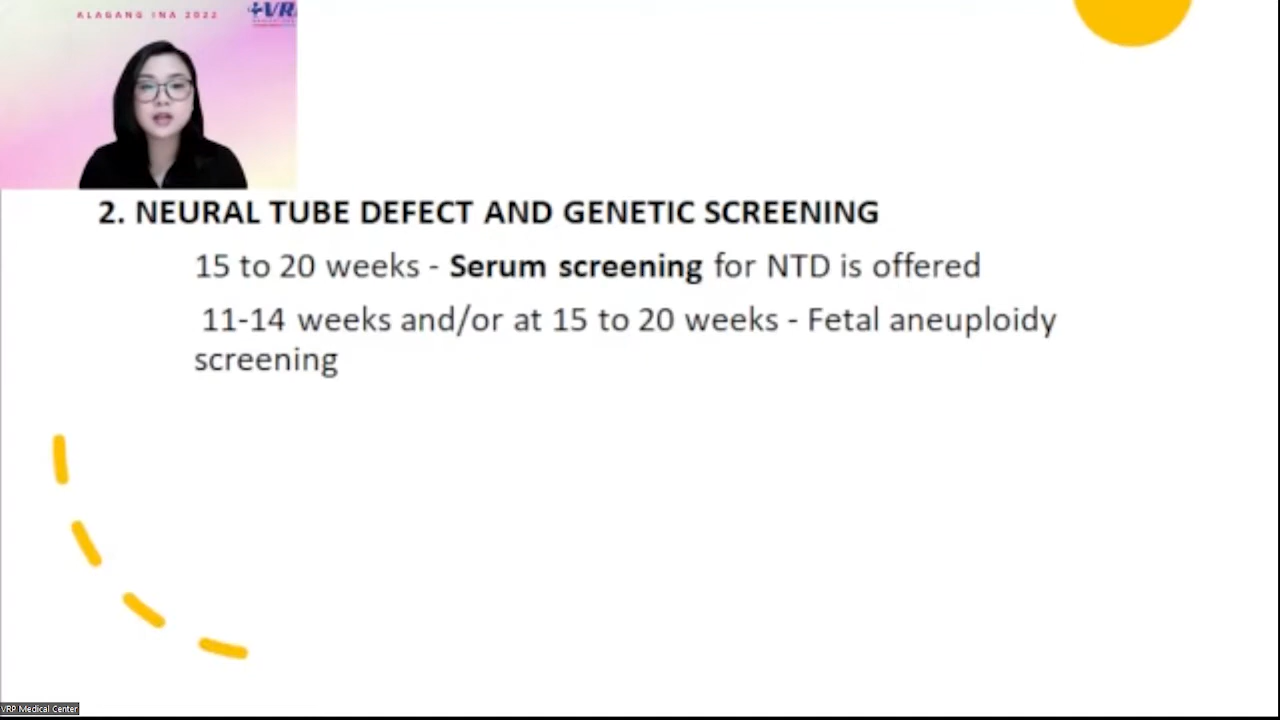 ALAGANG INA 2022
VR
2. NEURAL TUBE DEFECT AND GENETIC SCREENING
15 to 20 weeks - Serum screening for NTD is offered
11-14 weeks and/or at 15 to 20 weeks - Fetal aneuploidy
screening
VRP Medical Center